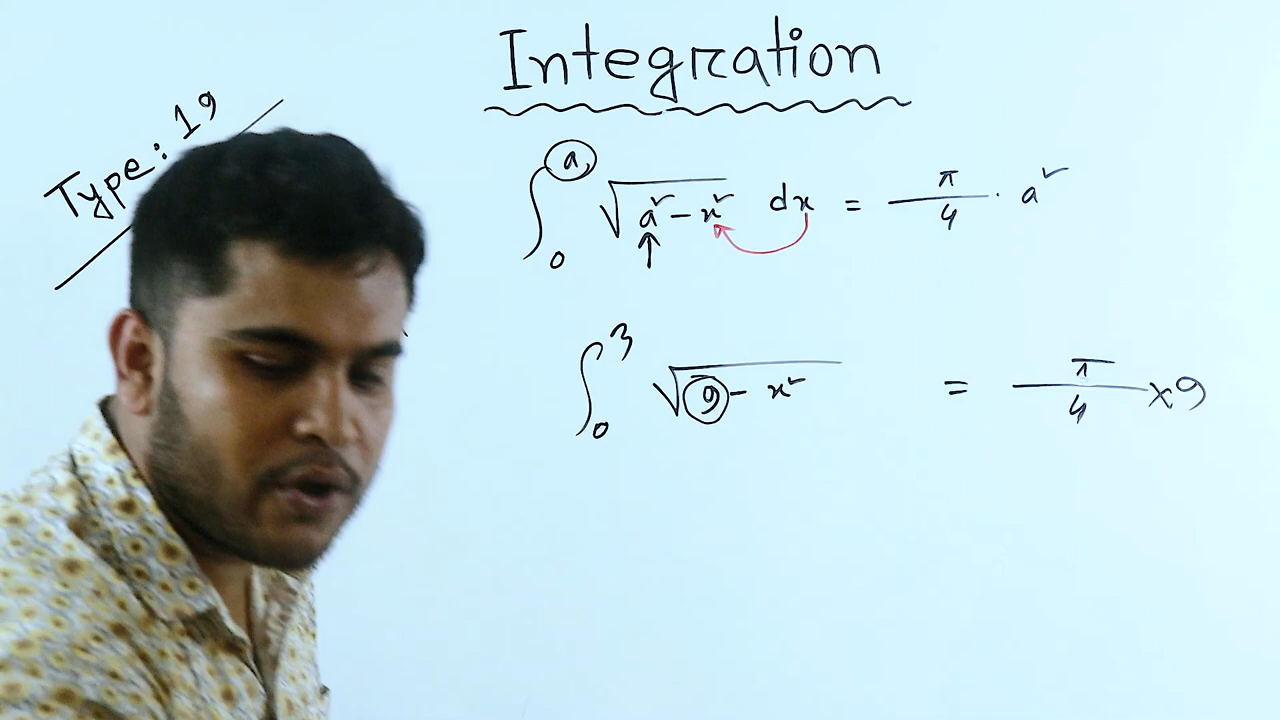 Integration
Type: 19
∫₀ᵃ √(a² − x²) dx = π/4 · a²
∫₀³ √(9 − x²) = π/4 × 9